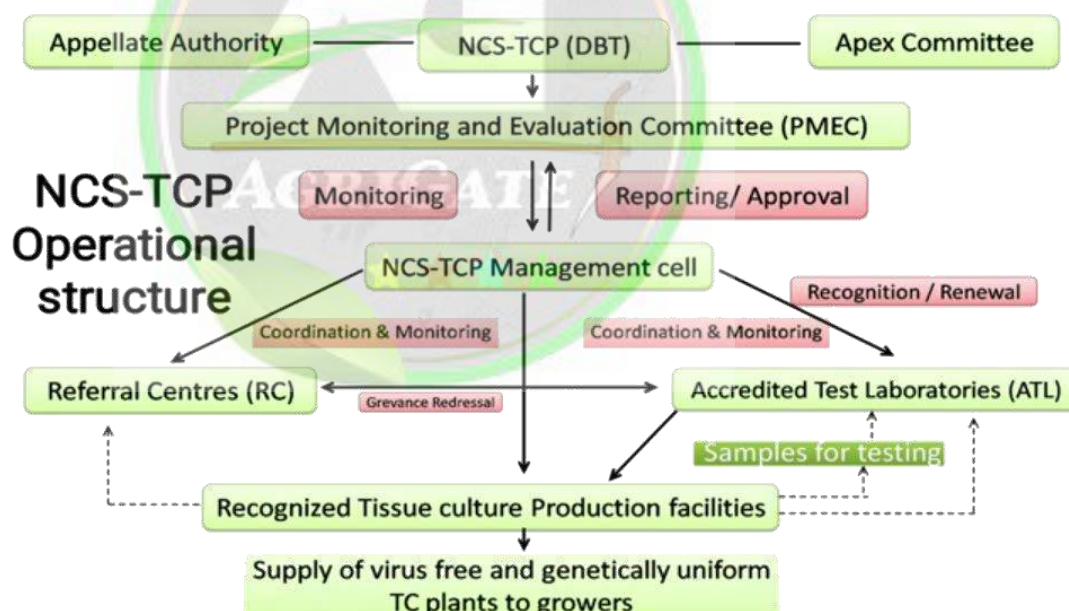 Appellate Authority
NCS-TCP (DBT)
Apex Committee
Project Monitoring and Evaluation Committee (PMEC)
AGRIGATE
NCS-TCP
Operational
structure
Monitoring
Reporting/ Approval
NCS-TCP Management cell
Recognition / Renewal
Coordination & Monitoring
Coordination & Monitoring
Referral Centres (RC)
Grevance Redressal
Accredited Test Laboratories (ATL)
Samples for testing
Recognized Tissue culture Production facilities
Supply of virus free and genetically uniform
TC plants to growers